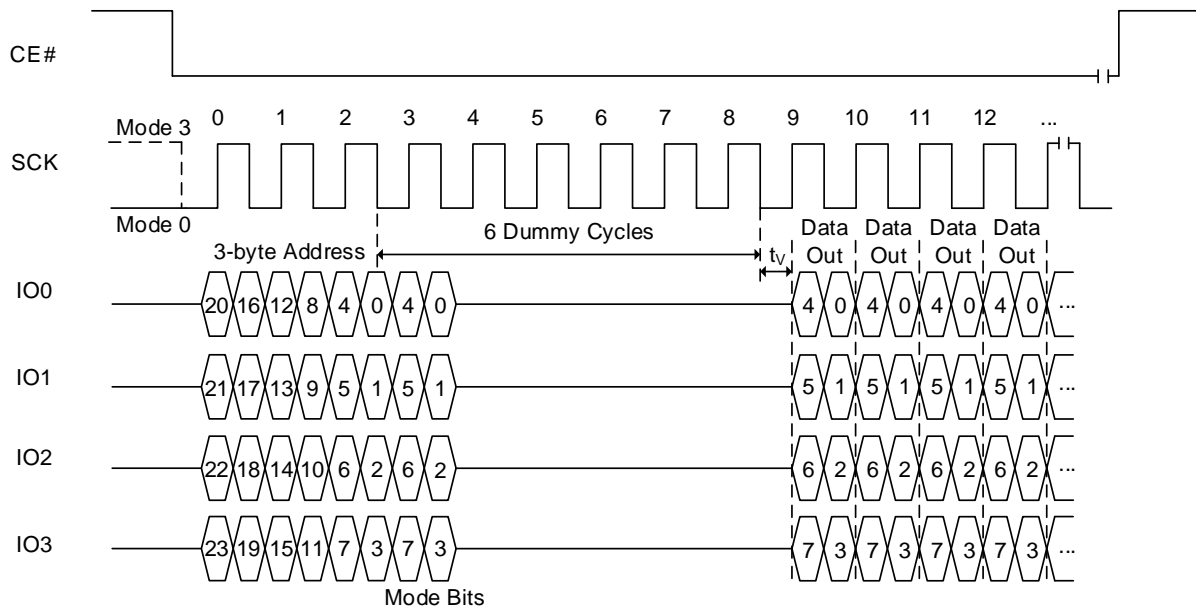 CE#
Mode 3
0 1 2 3 4 5 6 7 8 9 10 11 12 ...
SCK
Mode 0
3-byte Address
6 Dummy Cycles
tV
Data Out
Data Out
Data Out
Data Out
IO0
20 16 12 8 4 0 4 0 4 0 4 0 4 0 4 0 ...
IO1
21 17 13 9 5 1 5 1 5 1 5 1 5 1 5 1 ...
IO2
22 18 14 10 6 2 6 2 6 2 6 2 6 2 6 2 ...
IO3
23 19 15 11 7 3 7 3 7 3 7 3 7 3 7 3 ...
Mode Bits